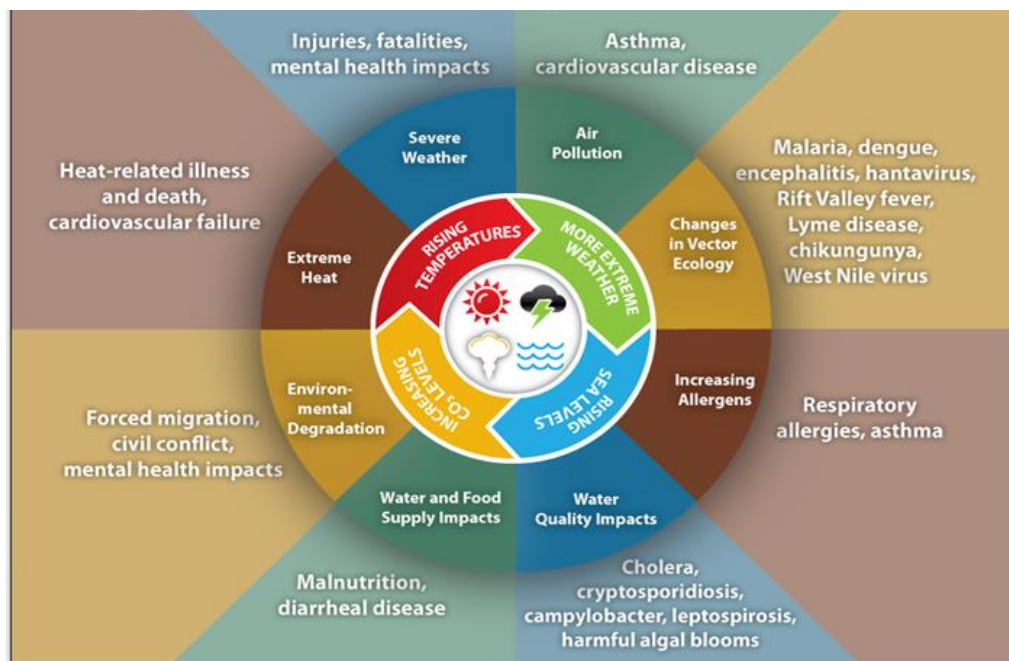 Injuries, fatalities,
mental health impacts
Asthma,
cardiovascular disease
Severe
Weather
Air
Pollution
Heat-related illness
and death,
cardiovascular failure
Malaria, dengue,
encephalitis, hantavirus,
Rift Valley fever,
Lyme disease,
chikungunya,
West Nile virus
Extreme
Heat
Changes
in Vector
Ecology
RISING
TEMPERATURES
MORE EXTREME
WEATHER
INCREASING
CO₂ LEVELS
RISING
SEA LEVELS
Environ-
mental
Degradation
Increasing
Allergens
Forced migration,
civil conflict,
mental health impacts
Respiratory
allergies, asthma
Water and Food
Supply Impacts
Water
Quality Impacts
Malnutrition,
diarrheal disease
Cholera,
cryptosporidiosis,
campylobacter, leptospirosis,
harmful algal blooms